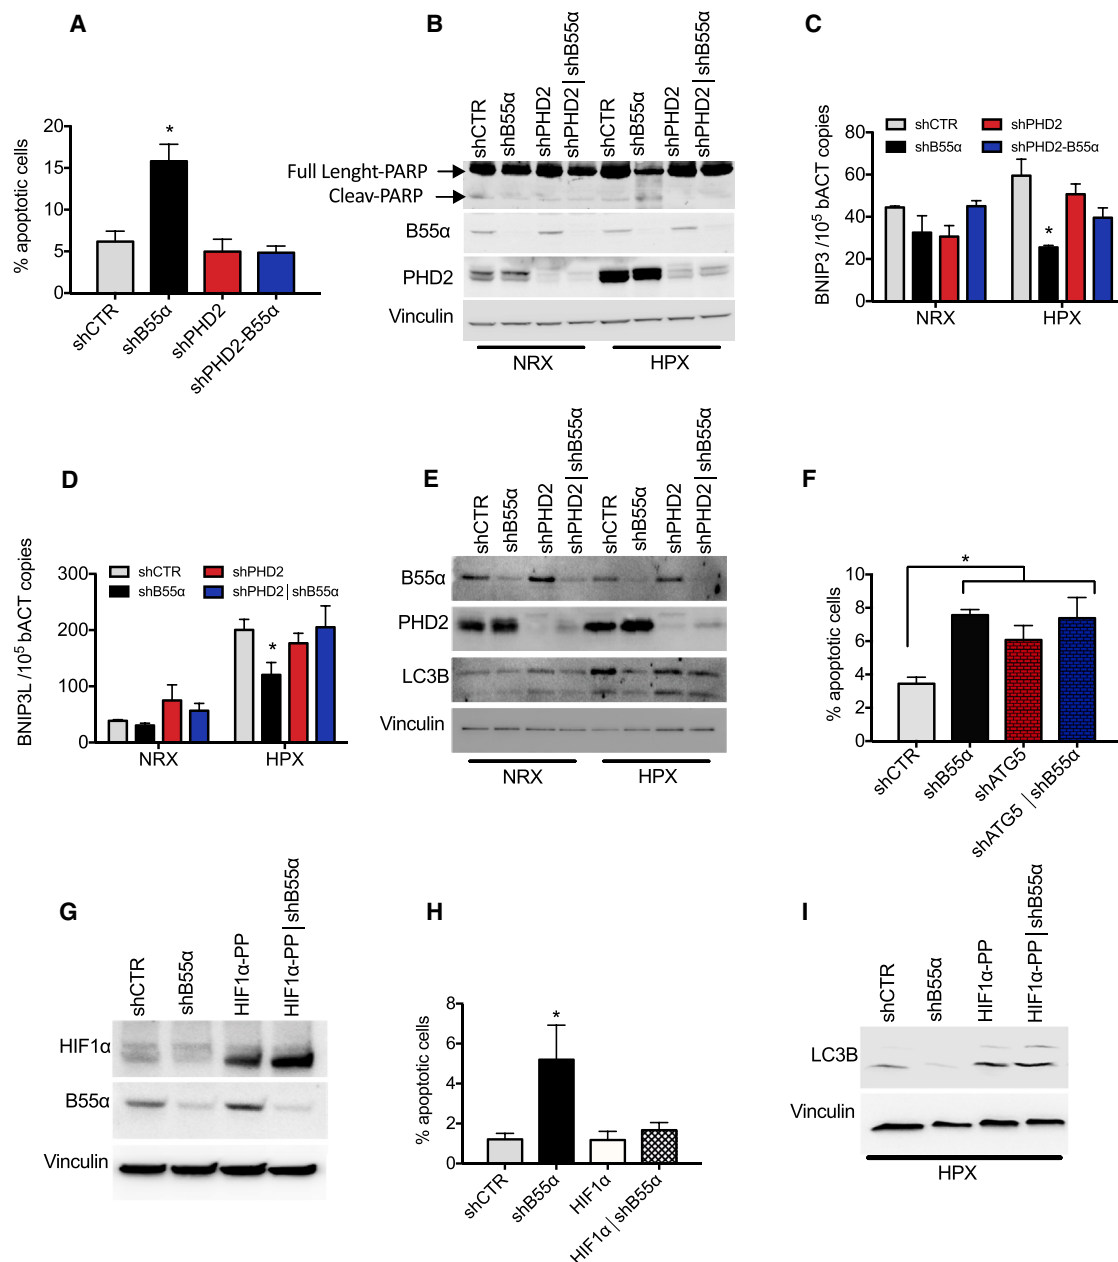 A
% apoptotic cells
20
15
10
5
0
*
shCTR
shB55α
shPHD2
shPHD2-B55α
B
shCTR
shB55α
shPHD2
shPHD2|shB55α
shCTR
shB55α
shPHD2
shPHD2|shB55α
Full Lenght-PARP
Cleav-PARP
B55α
PHD2
Vinculin
NRX
HPX
C
shCTR
shPHD2
shB55α
shPHD2-B55α
BNIP3 /10⁵ bACT copies
80
60
40
20
0
*
NRX
HPX
D
shCTR
shPHD2
shB55α
shPHD2|shB55α
BNIP3L /10⁵ bACT copies
300
200
100
0
*
NRX
HPX
E
shCTR
shB55α
shPHD2
shPHD2|shB55α
shCTR
shB55α
shPHD2
shPHD2|shB55α
B55α
PHD2
LC3B
Vinculin
NRX
HPX
F
% apoptotic cells
10
8
6
4
2
0
*
shCTR
shB55α
shATG5
shATG5 |shB55α
G
shCTR
shB55α
HIF1α-PP
HIF1α-PP|shB55α
HIF1α
B55α
Vinculin
H
% apoptotic cells
8
6
4
2
0
*
shCTR
shB55α
HIF1α
HIF1α|shB55α
I
shCTR
shB55α
HIF1α-PP
HIF1α-PP|shB55α
LC3B
Vinculin
HPX